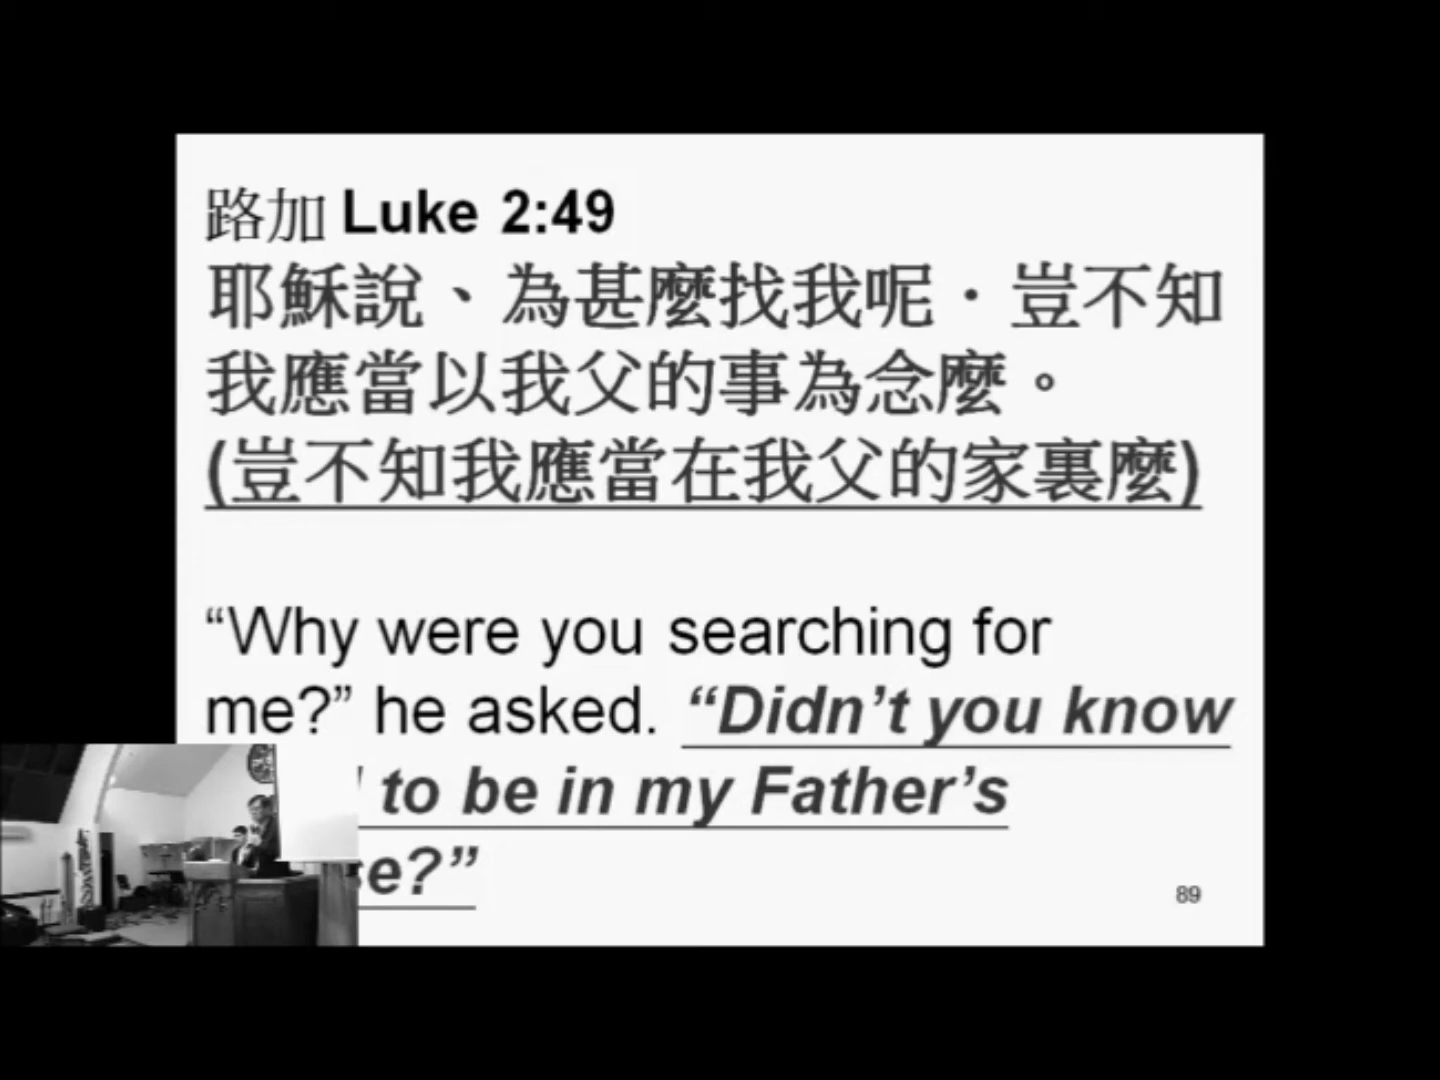 路加 Luke 2:49
耶穌說、為甚麼找我呢．豈不知
我應當以我父的事為念麼。
(豈不知我應當在我父的家裏麼)
“Why were you searching for
me?” he asked. “Didn’t you know
to be in my Father’s
89